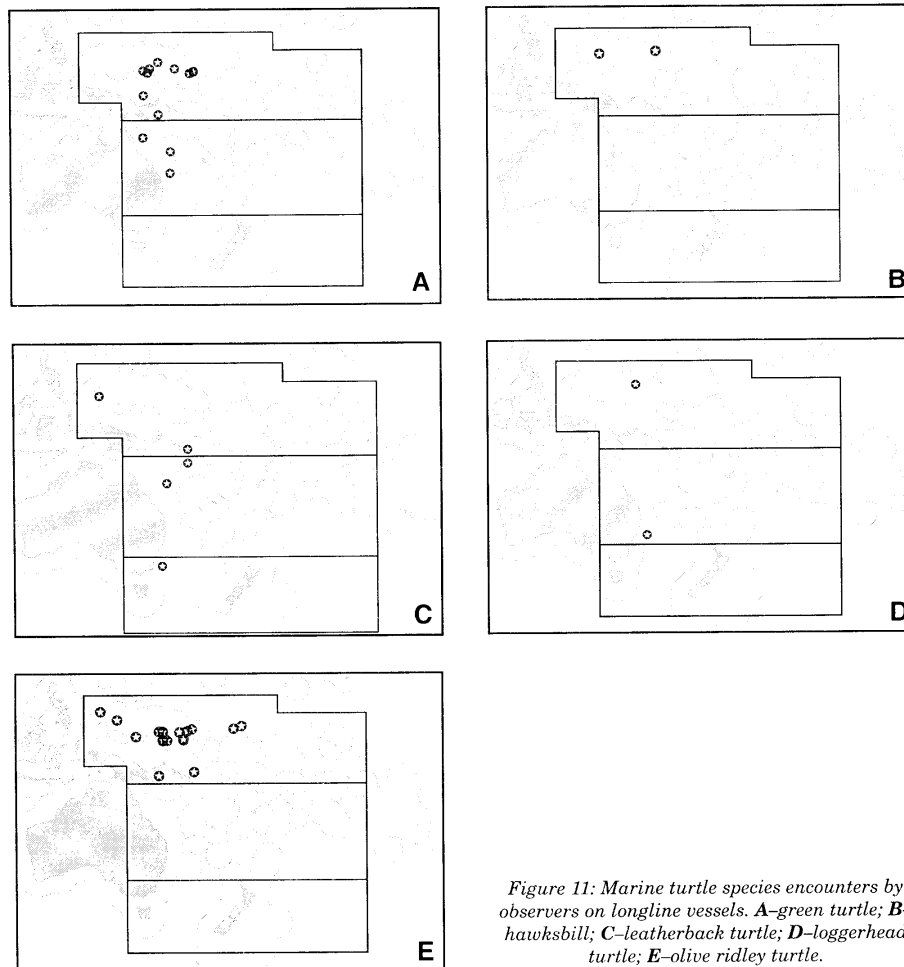 A
B
C
D
E
Figure 11: Marine turtle species encounters by
observers on longline vessels. A–green turtle; B–
hawksbill; C–leatherback turtle; D–loggerhead
turtle; E–olive ridley turtle.